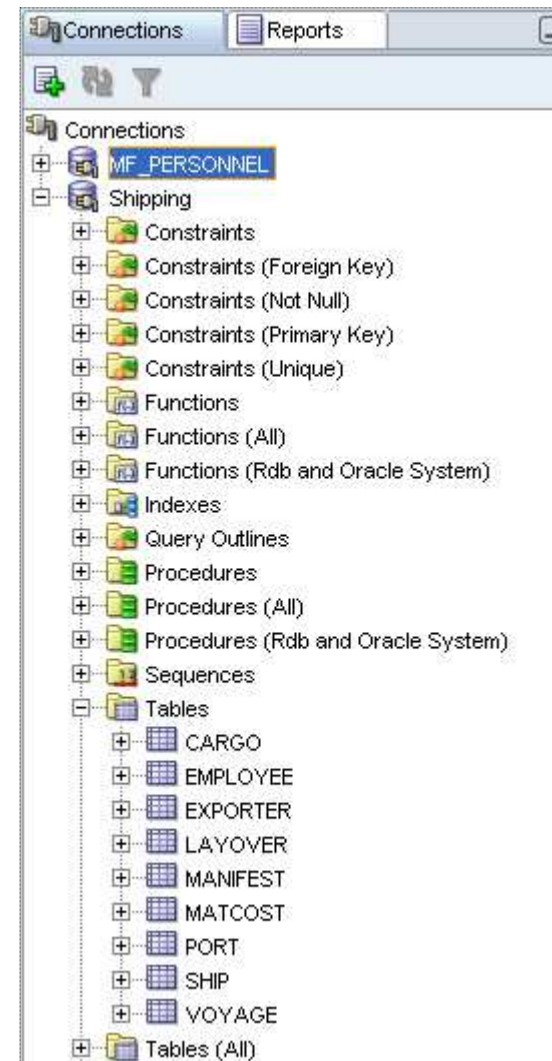 Connections Reports
Connections
MF_PERSONNEL
Shipping
Constraints
Constraints (Foreign Key)
Constraints (Not Null)
Constraints (Primary Key)
Constraints (Unique)
Functions
Functions (All)
Functions (Rdb and Oracle System)
Indexes
Query Outlines
Procedures
Procedures (All)
Procedures (Rdb and Oracle System)
Sequences
Tables
CARGO
EMPLOYEE
EXPORTER
LAYOVER
MANIFEST
MATCOST
PORT
SHIP
VOYAGE
Tables (All)